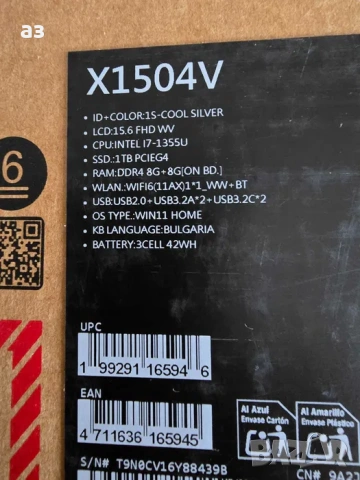 a3
X1504V
• ID+COLOR:1S-COOL SILVER
• LCD:15.6 FHD WV
• CPU:INTEL I7-1355U
• SSD.:1TB PCIEG4
• RAM:DDR4 8G+8G[ON BD.]
• WLAN.:WIFI6(11AX)1*1_WW+BT
• USB:USB2.0+USB3.2A*2+USB3.2C*2
• OS TYPE.:WIN11 HOME
• KB LANGUAGE:BULGARIA
• BATTERY:3CELL 42WH
6
UPC
1 99291 16594 6
EAN
4 711636 165945
Al Azul
Envase Cartón
Al Amarillo
Envase Plástico
S/N# T9N0CV16Y88439B
CN# 9A27